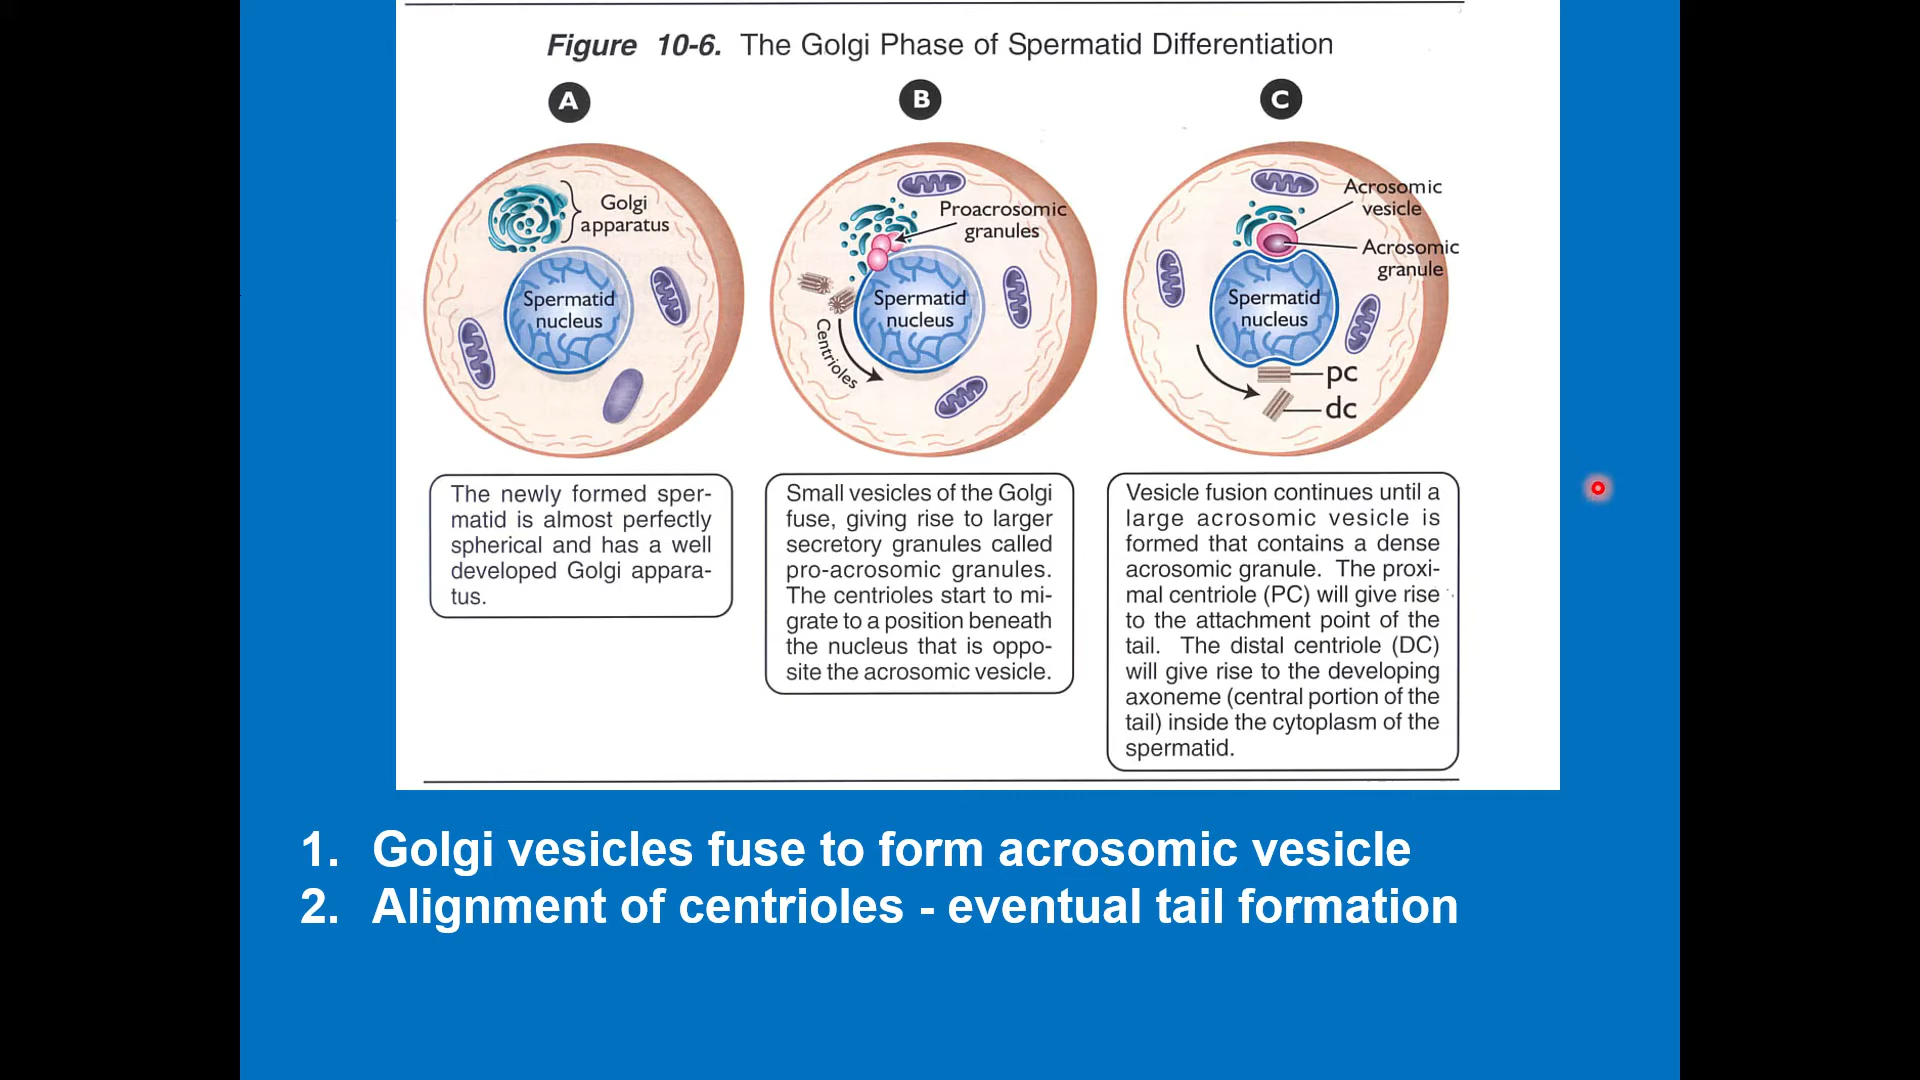 Figure 10-6. The Golgi Phase of Spermatid Differentiation
A
Golgi
apparatus
Spermatid
nucleus
The newly formed sper-
matid is almost perfectly
spherical and has a well
developed Golgi appara-
tus.
B
Proacrosomic
granules
Spermatid
nucleus
Centrioles
Small vesicles of the Golgi
fuse, giving rise to larger
secretory granules called
pro-acrosomic granules.
The centrioles start to mi-
grate to a position beneath
the nucleus that is oppo-
site the acrosomic vesicle.
C
Acrosomic
vesicle
Acrosomic
granule
Spermatid
nucleus
pc
dc
Vesicle fusion continues until a
large acrosomic vesicle is
formed that contains a dense
acrosomic granule. The proxi-
mal centriole (PC) will give rise
to the attachment point of the
tail. The distal centriole (DC)
will give rise to the developing
axoneme (central portion of the
tail) inside the cytoplasm of the
spermatid.
1. Golgi vesicles fuse to form acrosomic vesicle
2. Alignment of centrioles - eventual tail formation